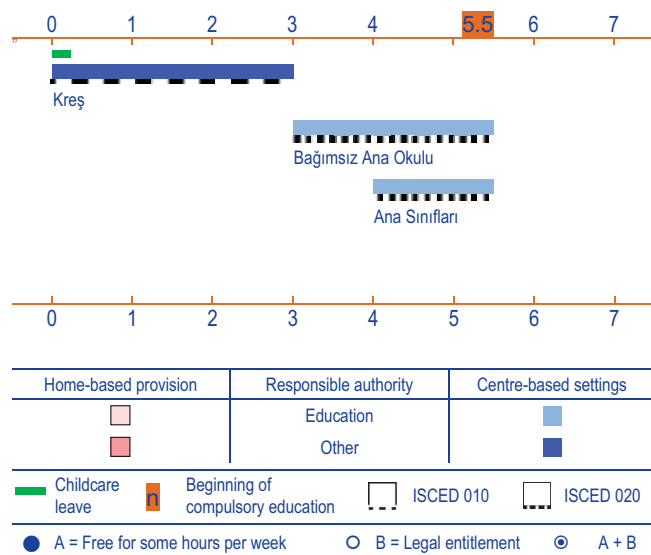 0 1 2 3 4 5.5 6 7
Kreş
Bağımsız Ana Okulu
Ana Sınıfları
0 1 2 3 4 5 6 7
Home-based provision Responsible authority Centre-based settings
Education
Other
Childcare leave
n
Beginning of compulsory education
ISCED 010
ISCED 020
A = Free for some hours per week B = Legal entitlement A + B